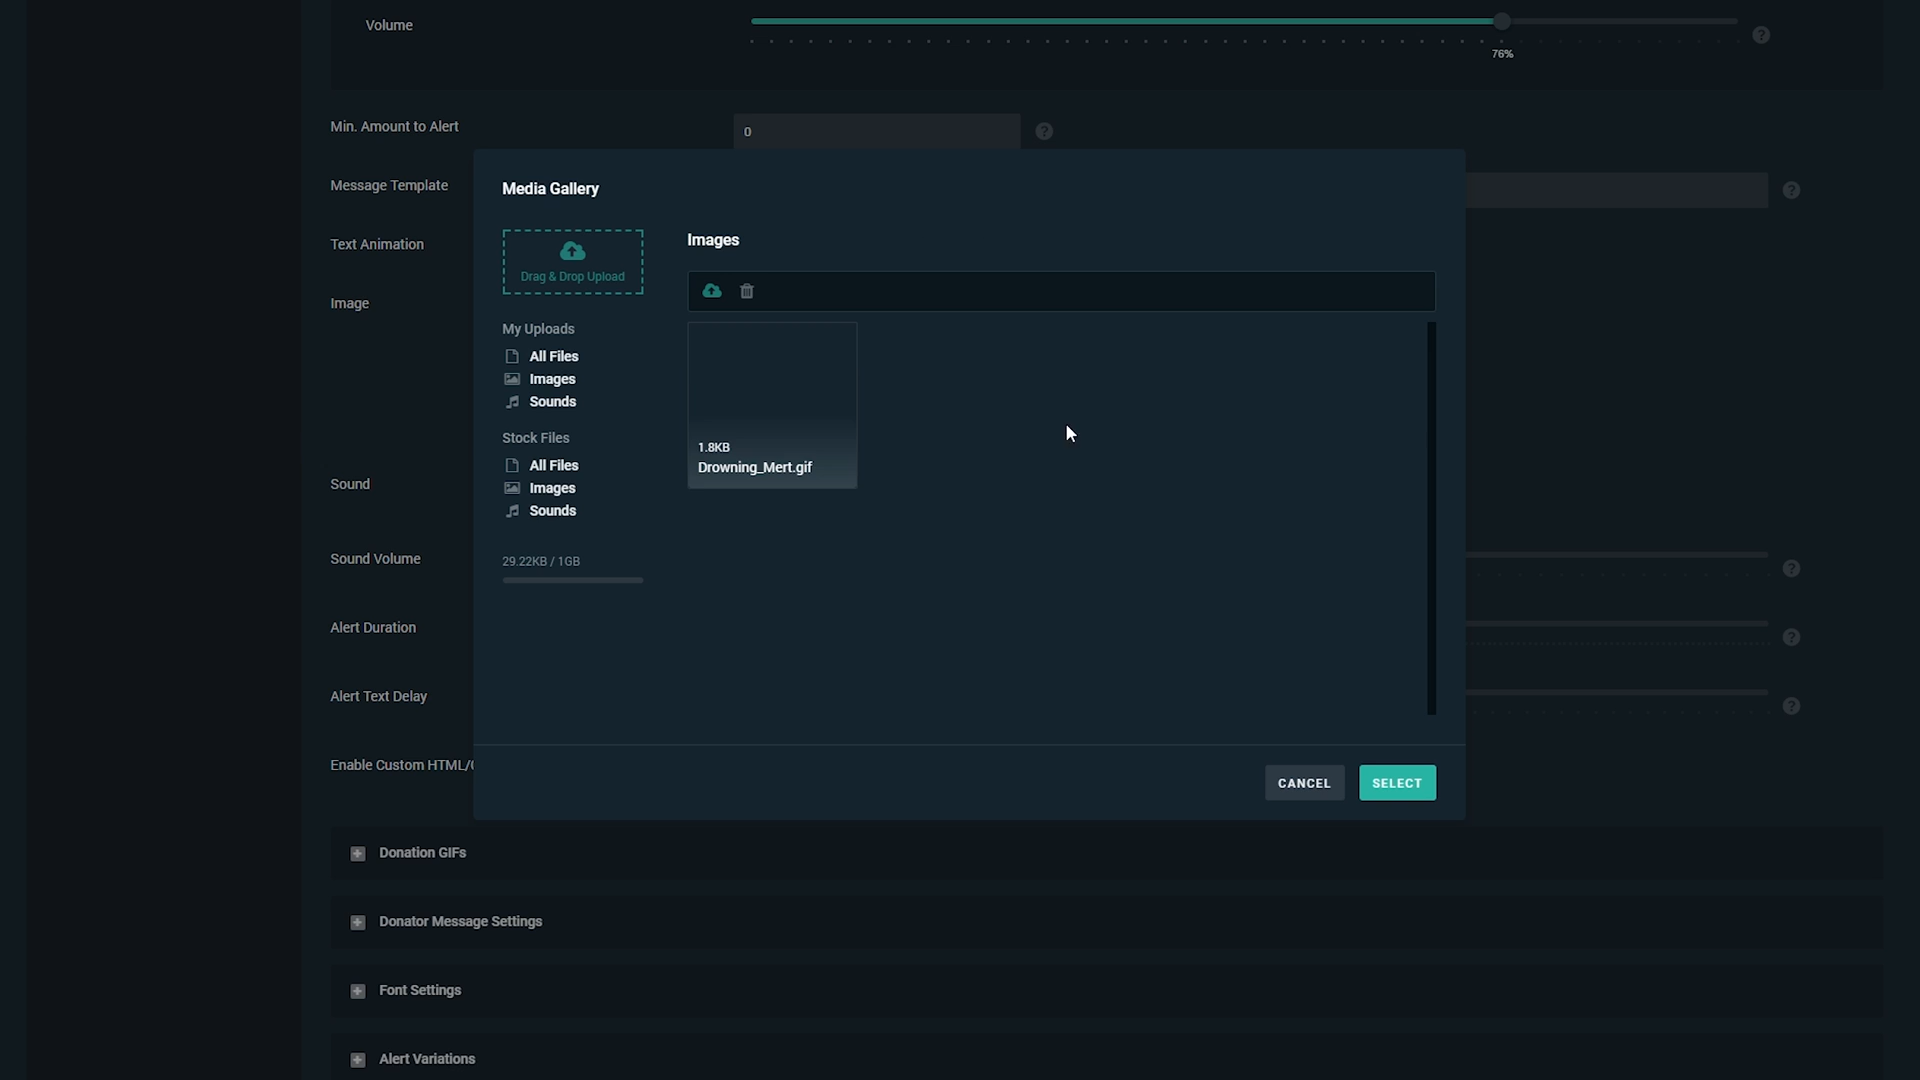 Volume
76%
Min. Amount to Alert
0
Message Template
Text Animation
Image
Sound
Sound Volume
Alert Duration
Alert Text Delay
Enable Custom HTML/
Media Gallery
Drag & Drop Upload
My Uploads
All Files
Images
Sounds
Stock Files
All Files
Images
Sounds
29.22KB / 1GB
Images
1.8KB
Drowning_Mert.gif
CANCEL
SELECT
Donation GIFs
Donator Message Settings
Font Settings
Alert Variations